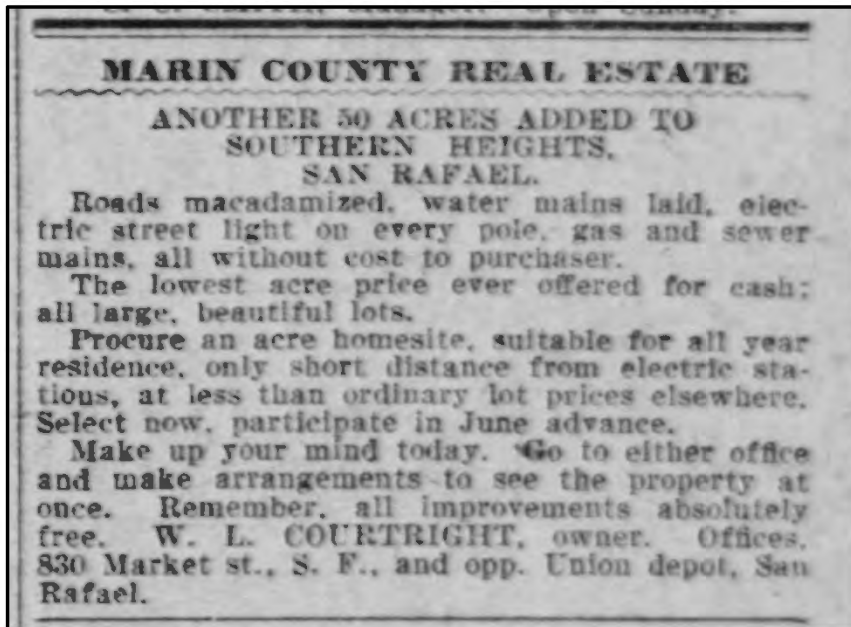 MARIN COUNTY REAL ESTATE
ANOTHER 50 ACRES ADDED TO
SOUTHERN HEIGHTS,
SAN RAFAEL.
Roads macadamized, water mains laid, elec-
tric street light on every pole, gas and sewer
mains, all without cost to purchaser.
The lowest acre price ever offered for cash;
all large, beautiful lots.
Procure an acre homesite, suitable for all year
residence, only short distance from electric sta-
tions, at less than ordinary lot prices elsewhere.
Select now, participate in June advance.
Make up your mind today. Go to either office
and make arrangements to see the property at
once. Remember, all improvements absolutely
free. W. L. COURTRIGHT, owner. Offices,
830 Market st., S. F., and opp. Union depot, San
Rafael.